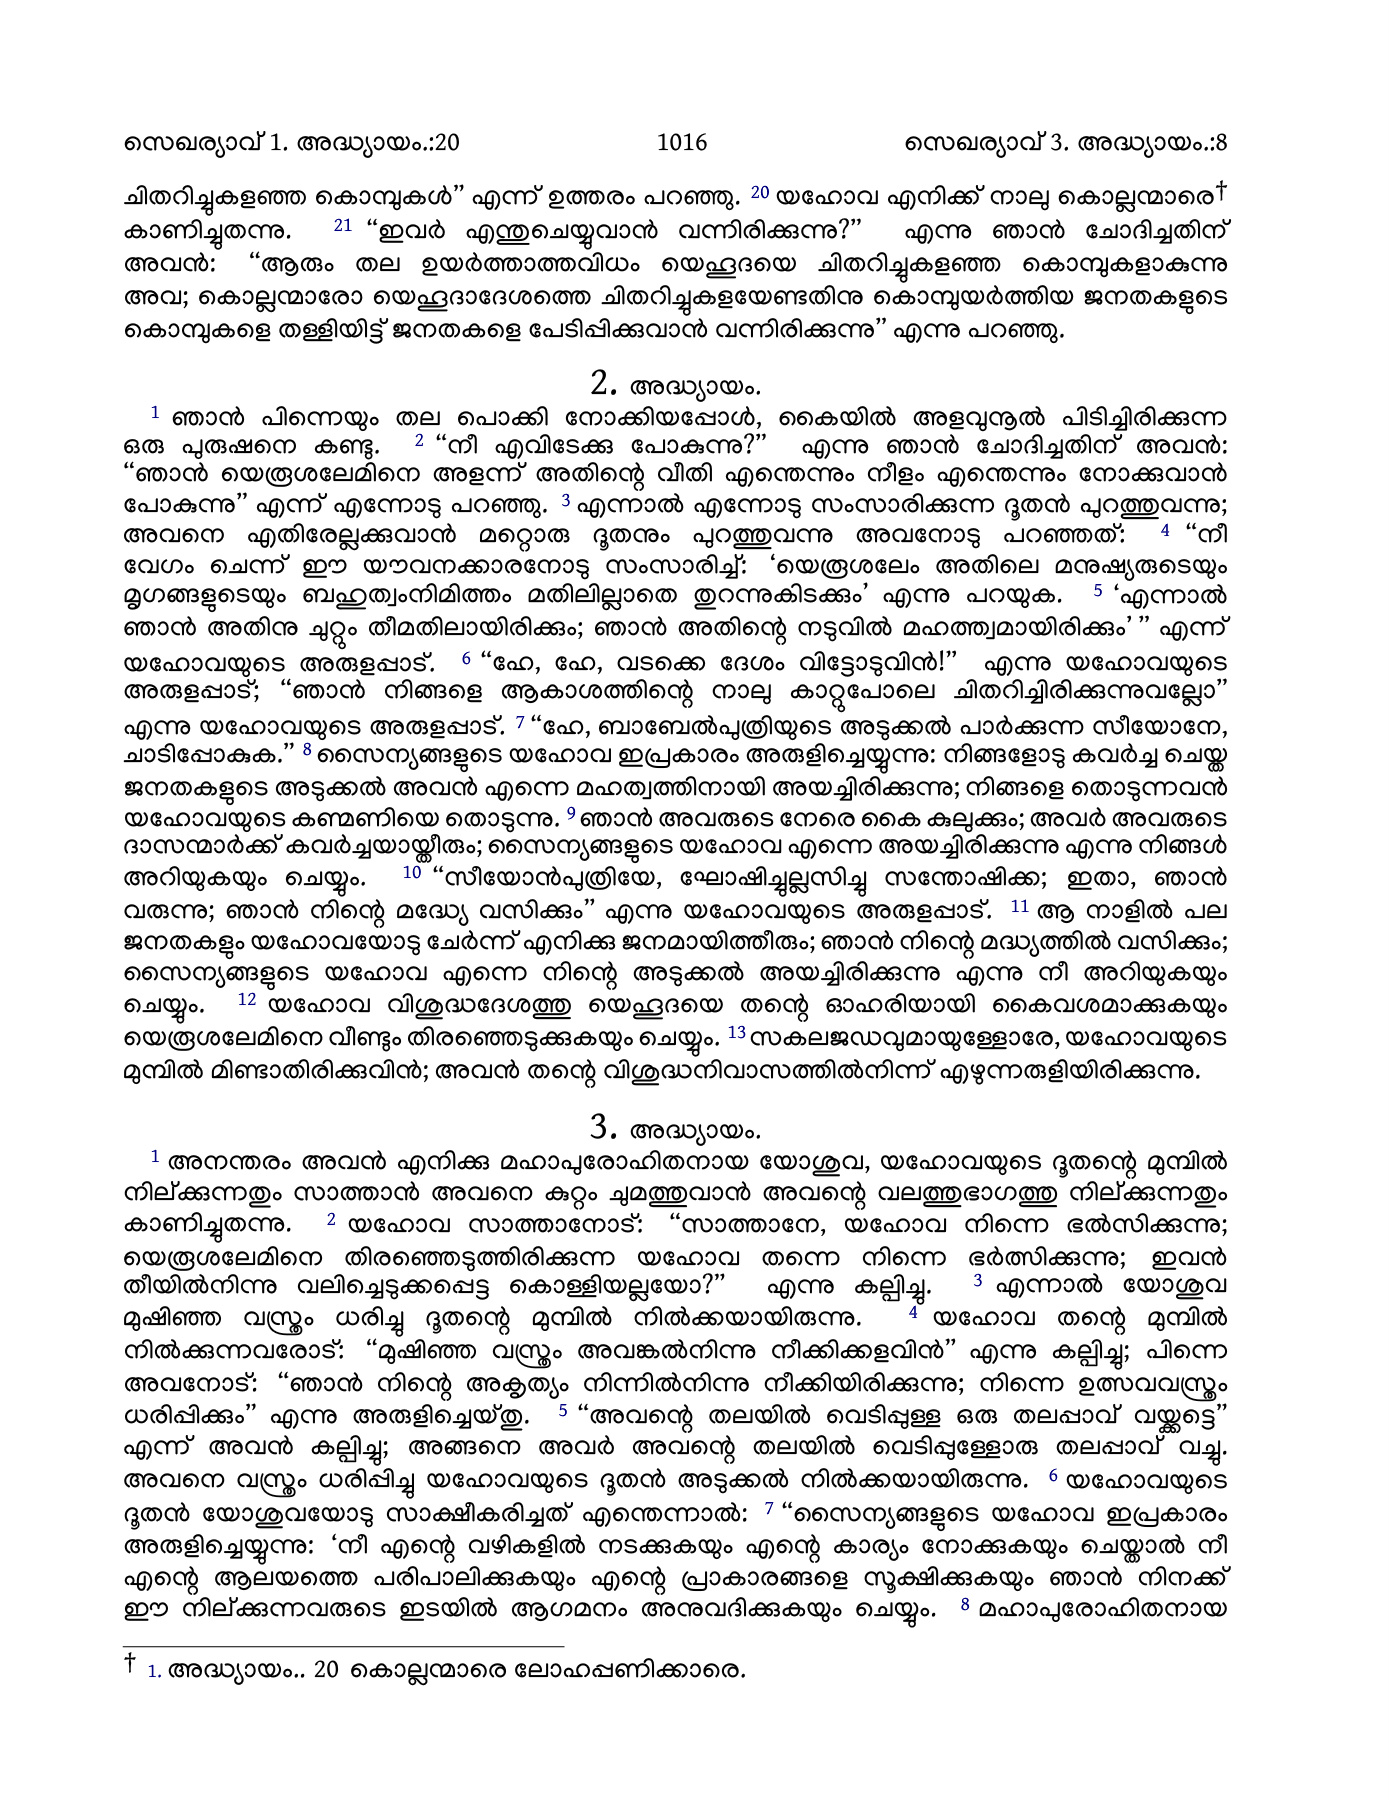 സെഖര്യാവ് 1. അദ്ധ്യായം.:20 1016 സെഖര്യാവ് 3. അദ്ധ്യായം.:8
ചിതറിച്ചുകളഞ്ഞ കൊമ്പുകൾ” എന്ന് ഉത്തരം പറഞ്ഞു. 20 യഹോവ എനിക്ക് നാലു കൊല്ലന്മാരെ†
കാണിച്ചുതന്നു. 21 “ഇവർ എന്തുചെയ്യുവാൻ വന്നിരിക്കുന്നു?” എന്നു ഞാൻ ചോദിച്ചതിന്
അവൻ: “ആരും തല ഉയർത്താത്തവിധം യെഹൂദയെ ചിതറിച്ചുകളഞ്ഞ കൊമ്പുകളാകുന്നു
അവ; കൊല്ലന്മാരോ യെഹൂദാദേശത്തെ ചിതറിച്ചുകളയേണ്ടതിനു കൊമ്പുയർത്തിയ ജനതകളുടെ
കൊമ്പുകളെ തള്ളിയിട്ട് ജനതകളെ പേടിപ്പിക്കുവാൻ വന്നിരിക്കുന്നു” എന്നു പറഞ്ഞു.
2. അദ്ധ്യായം.
1 ഞാൻ പിന്നെയും തല പൊക്കി നോക്കിയപ്പോൾ, കൈയിൽ അളവുനൂൽ പിടിച്ചിരിക്കുന്ന
ഒരു പുരുഷനെ കണ്ടു. 2 “നീ എവിടേക്കു പോകുന്നു?” എന്നു ഞാൻ ചോദിച്ചതിന് അവൻ:
“ഞാൻ യെരൂശലേമിനെ അളന്ന് അതിന്റെ വീതി എന്തെന്നും നീളം എന്തെന്നും നോക്കുവാൻ
പോകുന്നു” എന്ന് എന്നോടു പറഞ്ഞു. 3 എന്നാൽ എന്നോടു സംസാരിക്കുന്ന ദൂതൻ പുറത്തുവന്നു;
അവനെ എതിരേല്ക്കുവാൻ മറ്റൊരു ദൂതനും പുറത്തുവന്നു അവനോടു പറഞ്ഞത്: 4 “നീ
വേഗം ചെന്ന് ഈ യൗവനക്കാരനോടു സംസാരിച്ച്: ‘യെരൂശലേം അതിലെ മനുഷ്യരുടെയും
മൃഗങ്ങളുടെയും ബഹുത്വംനിമിത്തം മതിലില്ലാതെ തുറന്നുകിടക്കും’ എന്നു പറയുക. 5 ‘എന്നാൽ
ഞാൻ അതിനു ചുറ്റും തീമതിലായിരിക്കും; ഞാൻ അതിന്റെ നടുവിൽ മഹത്ത്വമായിരിക്കും’ ” എന്ന്
യഹോവയുടെ അരുളപ്പാട്. 6 “ഹേ, ഹേ, വടക്കെ ദേശം വിട്ടോടുവിൻ!” എന്നു യഹോവയുടെ
അരുളപ്പാട്; “ഞാൻ നിങ്ങളെ ആകാശത്തിന്റെ നാലു കാറ്റുപോലെ ചിതറിച്ചിരിക്കുന്നുവല്ലോ”
എന്നു യഹോവയുടെ അരുളപ്പാട്. 7 “ഹേ, ബാബേൽപുത്രിയുടെ അടുക്കൽ പാർക്കുന്ന സീയോനേ,
ചാടിപ്പോകുക.” 8 സൈന്യങ്ങളുടെ യഹോവ ഇപ്രകാരം അരുളിച്ചെയ്യുന്നു: നിങ്ങളോടു കവർച്ച ചെയ്ത
ജനതകളുടെ അടുക്കൽ അവൻ എന്നെ മഹത്വത്തിനായി അയച്ചിരിക്കുന്നു; നിങ്ങളെ തൊടുന്നവൻ
യഹോവയുടെ കണ്മണിയെ തൊടുന്നു. 9 ഞാൻ അവരുടെ നേരെ കൈ കുലുക്കും; അവർ അവരുടെ
ദാസന്മാർക്ക് കവർച്ചയായ്തീരും; സൈന്യങ്ങളുടെ യഹോവ എന്നെ അയച്ചിരിക്കുന്നു എന്നു നിങ്ങൾ
അറിയുകയും ചെയ്യും. 10 “സീയോൻപുത്രിയേ, ഘോഷിച്ചുല്ലസിച്ചു സന്തോഷിക്ക; ഇതാ, ഞാൻ
വരുന്നു; ഞാൻ നിന്റെ മദ്ധ്യേ വസിക്കും” എന്നു യഹോവയുടെ അരുളപ്പാട്. 11 ആ നാളിൽ പല
ജനതകളും യഹോവയോടു ചേർന്ന് എനിക്കു ജനമായിത്തീരും; ഞാൻ നിന്റെ മദ്ധ്യത്തിൽ വസിക്കും;
സൈന്യങ്ങളുടെ യഹോവ എന്നെ നിന്റെ അടുക്കൽ അയച്ചിരിക്കുന്നു എന്നു നീ അറിയുകയും
ചെയ്യും. 12 യഹോവ വിശുദ്ധദേശത്തു യെഹൂദയെ തന്റെ ഓഹരിയായി കൈവശമാക്കുകയും
യെരൂശലേമിനെ വീണ്ടും തിരഞ്ഞെടുക്കുകയും ചെയ്യും. 13 സകലജഡവുമായുള്ളോരേ, യഹോവയുടെ
മുമ്പിൽ മിണ്ടാതിരിക്കുവിൻ; അവൻ തന്റെ വിശുദ്ധനിവാസത്തിൽനിന്ന് എഴുന്നരുളിയിരിക്കുന്നു.
3. അദ്ധ്യായം.
1 അനന്തരം അവൻ എനിക്കു മഹാപുരോഹിതനായ യോശുവ, യഹോവയുടെ ദൂതന്റെ മുമ്പിൽ
നില്ക്കുന്നതും സാത്താൻ അവനെ കുറ്റം ചുമത്തുവാൻ അവന്റെ വലത്തുഭാഗത്തു നില്ക്കുന്നതും
കാണിച്ചുതന്നു. 2 യഹോവ സാത്താനോട്: “സാത്താനേ, യഹോവ നിന്നെ ഭൽസിക്കുന്നു;
യെരൂശലേമിനെ തിരഞ്ഞെടുത്തിരിക്കുന്ന യഹോവ തന്നെ നിന്നെ ഭർത്സിക്കുന്നു; ഇവൻ
തീയിൽനിന്നു വലിച്ചെടുക്കപ്പെട്ട കൊള്ളിയല്ലയോ?” എന്നു കല്പിച്ചു. 3 എന്നാൽ യോശുവ
മുഷിഞ്ഞ വസ്ത്രം ധരിച്ചു ദൂതന്റെ മുമ്പിൽ നിൽക്കയായിരുന്നു. 4 യഹോവ തന്റെ മുമ്പിൽ
നിൽക്കുന്നവരോട്: “മുഷിഞ്ഞ വസ്ത്രം അവങ്കൽനിന്നു നീക്കിക്കളവിൻ” എന്നു കല്പിച്ചു; പിന്നെ
അവനോട്: “ഞാൻ നിന്റെ അകൃത്യം നിന്നിൽനിന്നു നീക്കിയിരിക്കുന്നു; നിന്നെ ഉത്സവവസ്ത്രം
ധരിപ്പിക്കും” എന്നു അരുളിച്ചെയ്തു. 5 “അവന്റെ തലയിൽ വെടിപ്പുള്ള ഒരു തലപ്പാവ് വയ്ക്കട്ടെ”
എന്ന് അവൻ കല്പിച്ചു; അങ്ങനെ അവർ അവന്റെ തലയിൽ വെടിപ്പുള്ളോരു തലപ്പാവ് വച്ചു.
അവനെ വസ്ത്രം ധരിപ്പിച്ചു യഹോവയുടെ ദൂതൻ അടുക്കൽ നിൽക്കയായിരുന്നു. 6 യഹോവയുടെ
ദൂതൻ യോശുവയോടു സാക്ഷീകരിച്ചത് എന്തെന്നാൽ: 7 “സൈന്യങ്ങളുടെ യഹോവ ഇപ്രകാരം
അരുളിച്ചെയ്യുന്നു: ‘നീ എന്റെ വഴികളിൽ നടക്കുകയും എന്റെ കാര്യം നോക്കുകയും ചെയ്താൽ നീ
എന്റെ ആലയത്തെ പരിപാലിക്കുകയും എന്റെ പ്രാകാരങ്ങളെ സൂക്ഷിക്കുകയും ഞാൻ നിനക്ക്
ഈ നില്ക്കുന്നവരുടെ ഇടയിൽ ആഗമനം അനുവദിക്കുകയും ചെയ്യും. 8 മഹാപുരോഹിതനായ
† 1. അദ്ധ്യായം.. 20 കൊല്ലന്മാരെ ലോഹപ്പണിക്കാരെ.